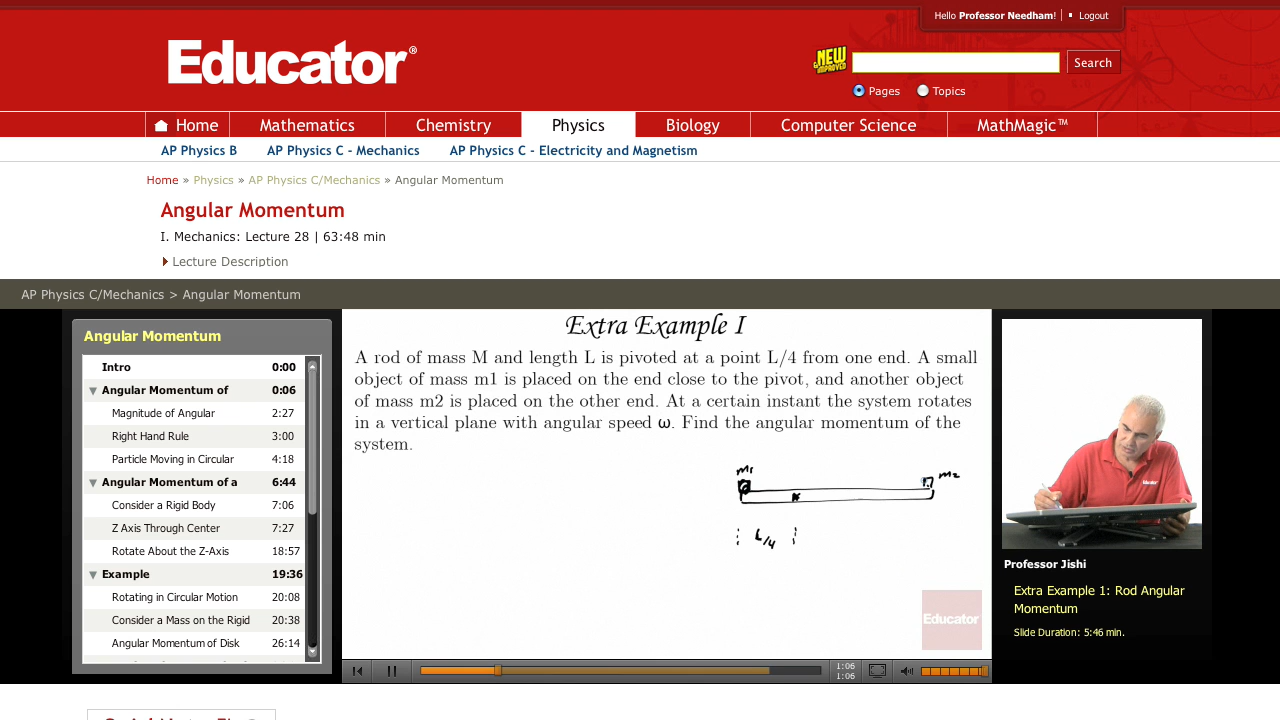 Hello Professor Needham! Logout
Educator®
NEW & IMPROVED
Search
Pages Topics
Home Mathematics Chemistry Physics Biology Computer Science MathMagic™
AP Physics B AP Physics C - Mechanics AP Physics C - Electricity and Magnetism
Home » Physics » AP Physics C/Mechanics » Angular Momentum
Angular Momentum
I. Mechanics: Lecture 28 | 63:48 min
Lecture Description
AP Physics C/Mechanics > Angular Momentum
Angular Momentum
Intro 0:00
Angular Momentum of 0:06
Magnitude of Angular 2:27
Right Hand Rule 3:00
Particle Moving in Circular 4:18
Angular Momentum of a 6:44
Consider a Rigid Body 7:06
Z Axis Through Center 7:27
Rotate About the Z-Axis 18:57
Example 19:36
Rotating in Circular Motion 20:08
Consider a Mass on the Rigid 20:38
Angular Momentum of Disk 26:14
Extra Example I
A rod of mass M and length L is pivoted at a point L/4 from one end. A small
object of mass m1 is placed on the end close to the pivot, and another object
of mass m2 is placed on the other end. At a certain instant the system rotates
in a vertical plane with angular speed ω. Find the angular momentum of the
system.
m1
m2
L/4
Educator
1:06
1:06
Professor Jishi
Extra Example 1: Rod Angular
Momentum
Slide Duration: 5:46 min.